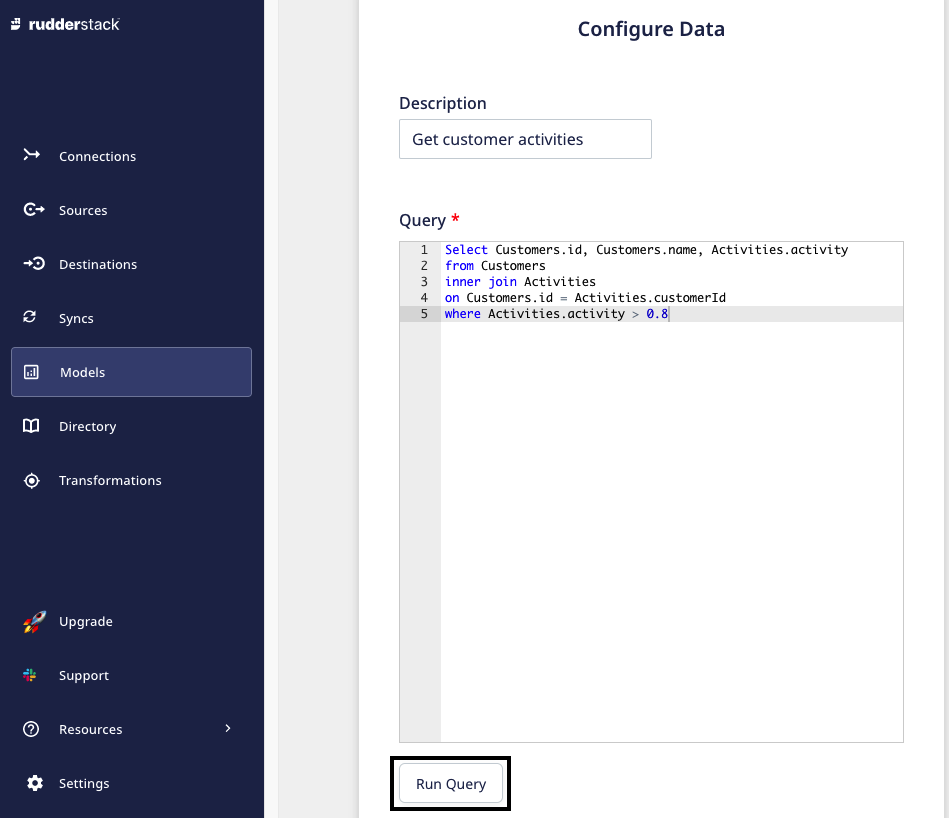 rudderstack
Connections
Sources
Destinations
Syncs
Models
Directory
Transformations
Upgrade
Support
Resources
Settings
Configure Data
Description
Get customer activities
Query *
1 Select Customers.id, Customers.name, Activities.activity
2 from Customers
3 inner join Activities
4 on Customers.id = Activities.customerId
5 where Activities.activity > 0.8
Run Query